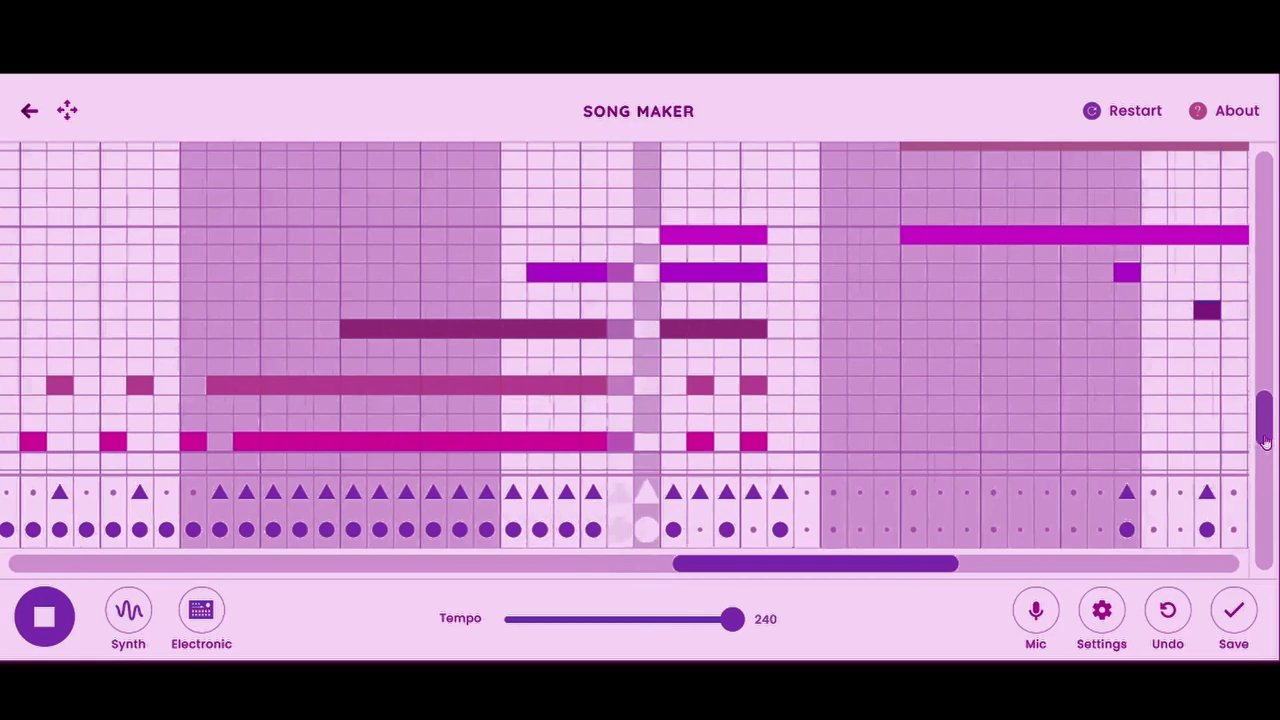 SONG MAKER
Restart
? About
Tempo
240
Synth
Electronic
Mic
Settings
Undo
Save